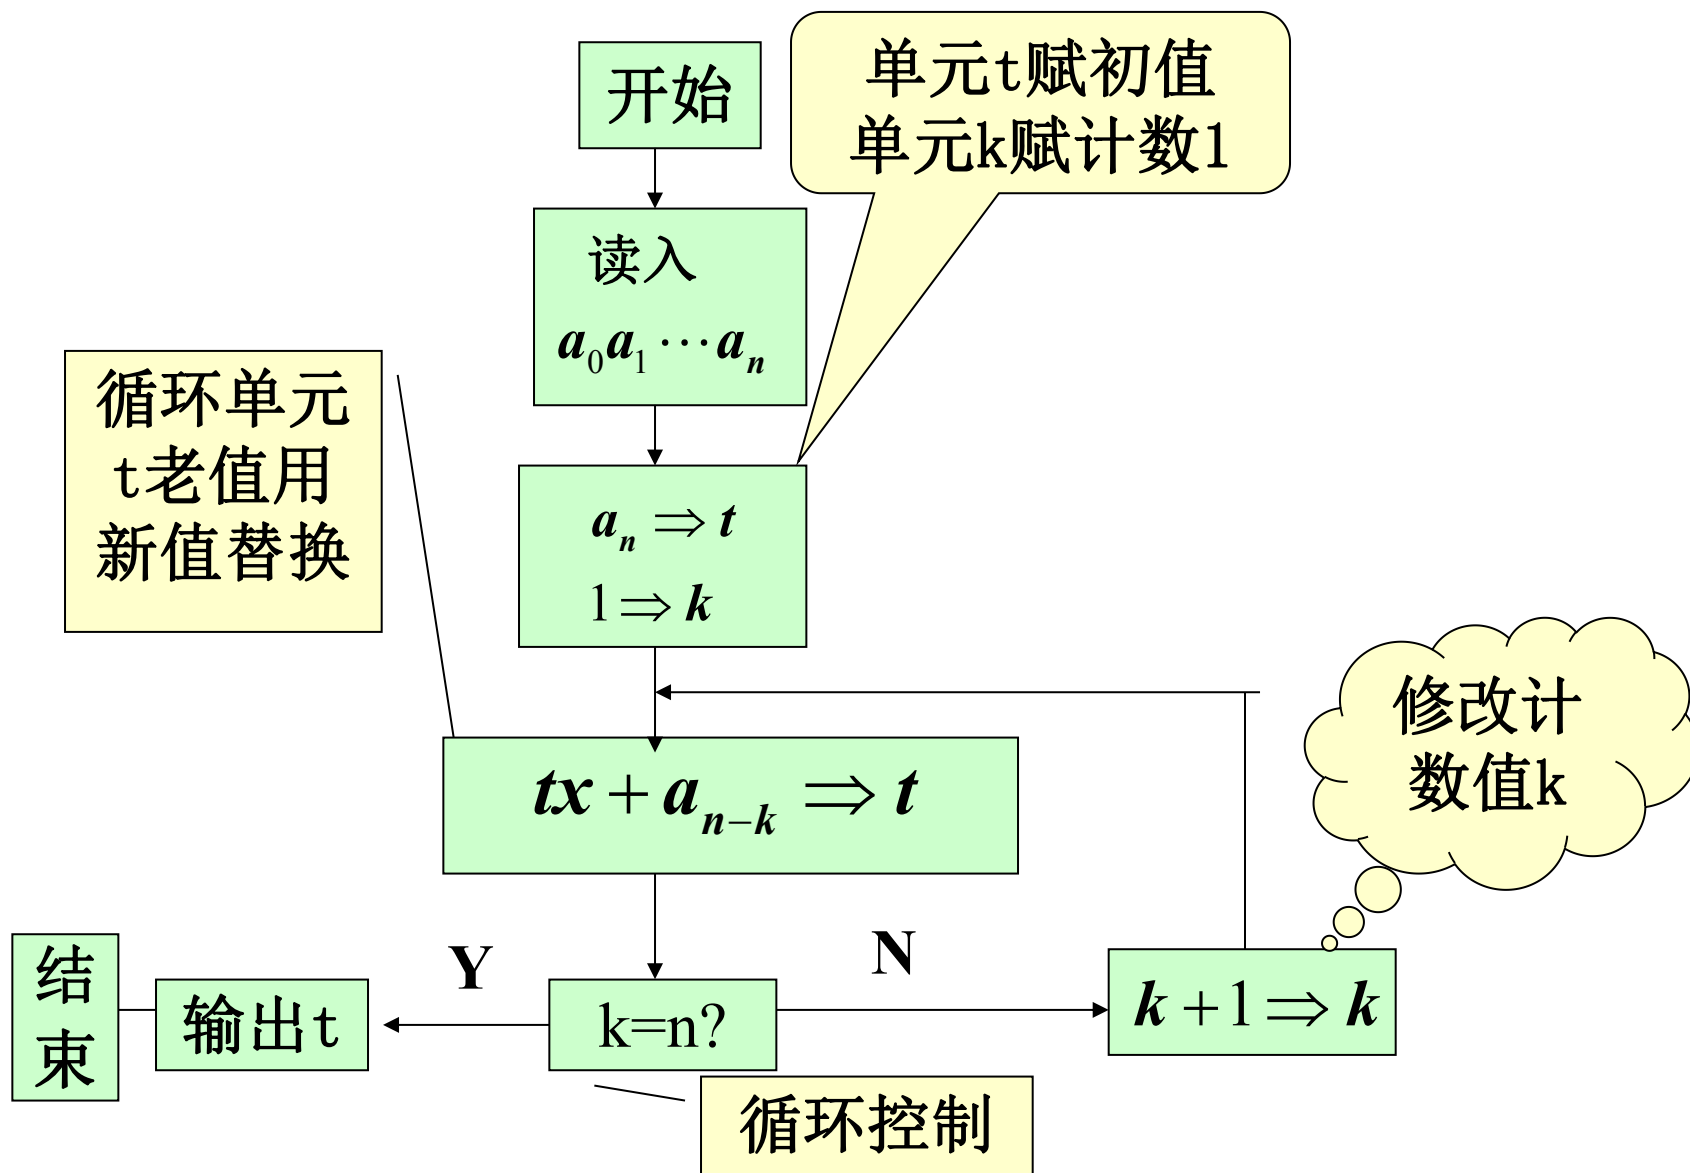 开始
单元t赋初值
单元k赋计数1
读入
a₀a₁⋯aₙ
循环单元
t老值用
新值替换
aₙ⇒t
1⇒k
修改计
数值k
tx+aₙ₋ₖ⇒t
Y
N
结
束
输出t
k=n?
k+1⇒k
循环控制